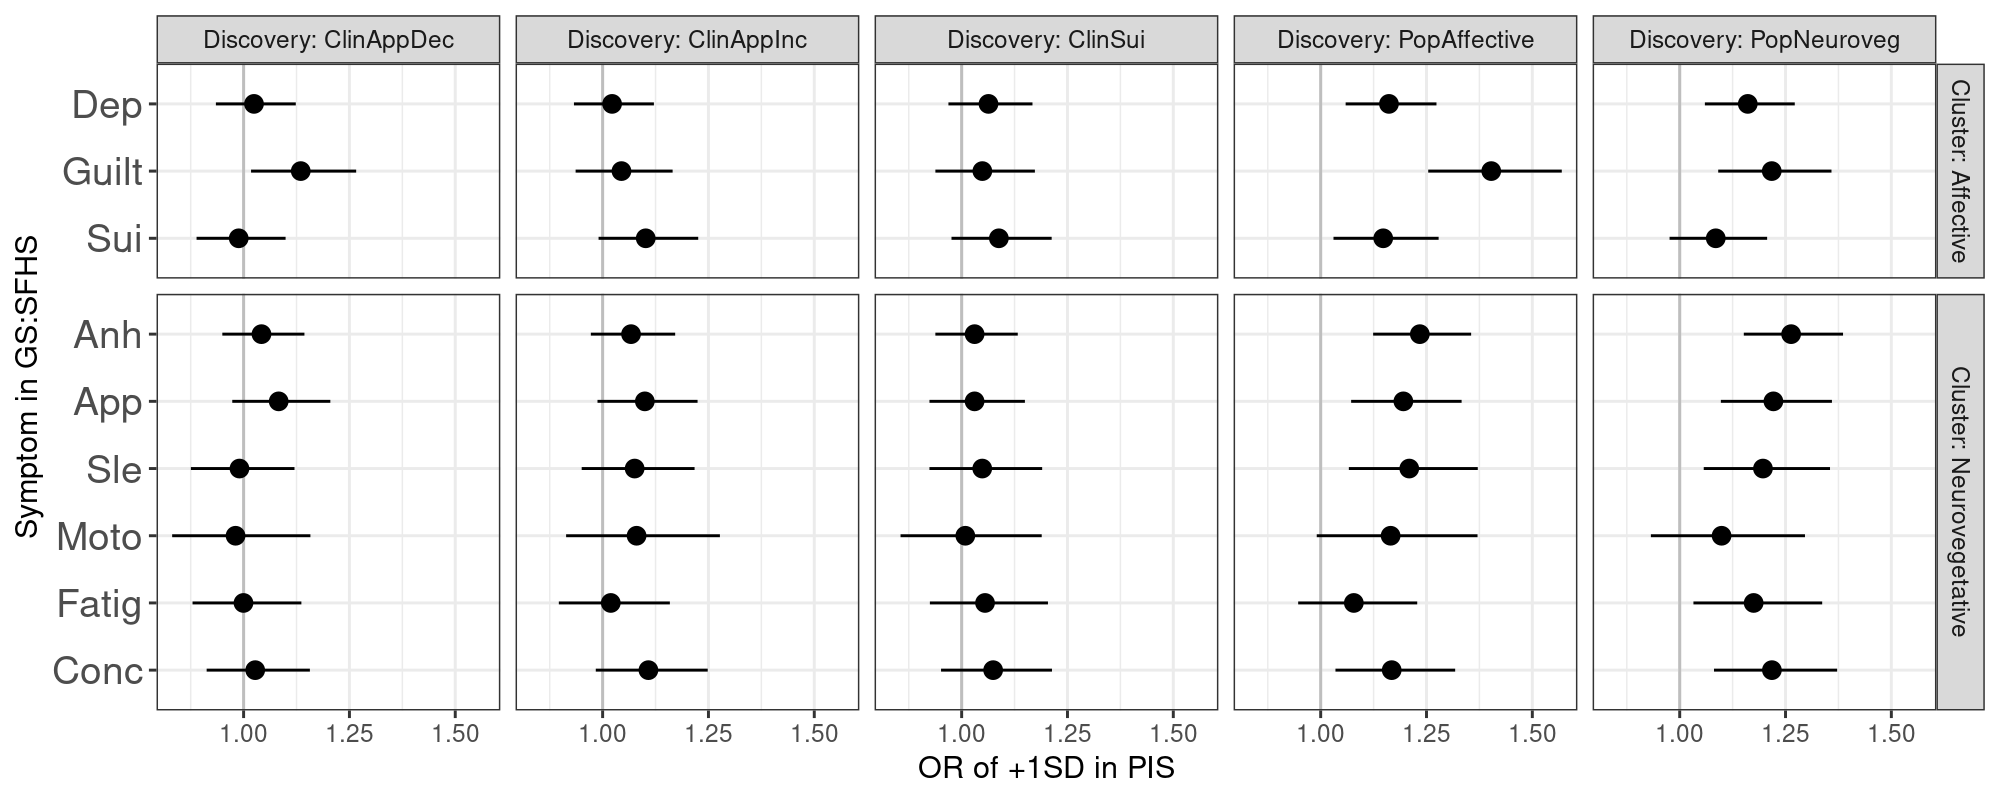 Discovery: ClinAppDec
Discovery: ClinAppInc
Discovery: ClinSui
Discovery: PopAffective
Discovery: PopNeuroveg
Symptom in GS:SFHS
Dep
Guilt
Sui
Cluster: Affective
Anh
App
Sle
Moto
Fatig
Conc
Cluster: Neurovegetative
1.00 1.25 1.50
1.00 1.25 1.50
1.00 1.25 1.50
1.00 1.25 1.50
1.00 1.25 1.50
OR of +1SD in PIS